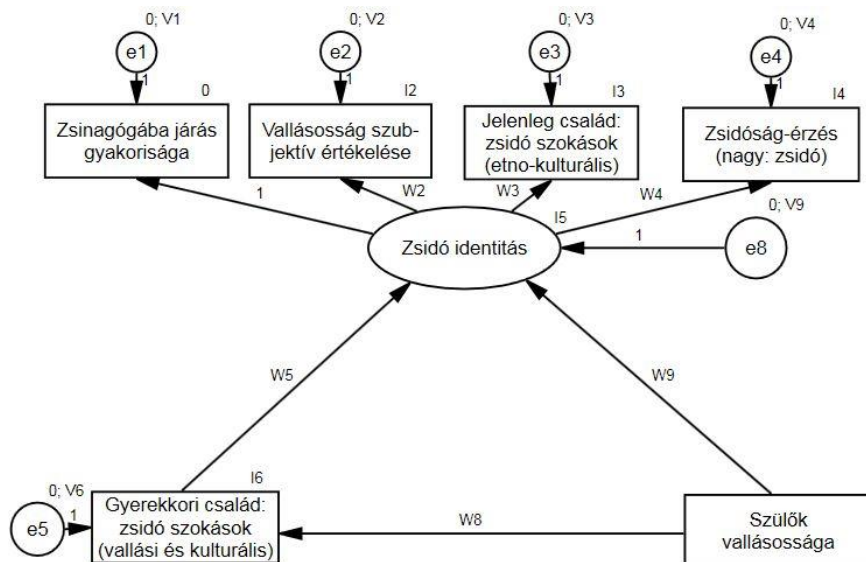 0; V1
0; V2
0; V3
0; V4
e1
e2
e3
e4
1
1
1
1
0
I2
I3
I4
Zsinagógába járás
gyakorisága
Vallásosság szub-
jektív értékelése
Jelenleg család:
zsidó szokások
(etno-kulturális)
Zsidóság-érzés
(nagy: zsidó)
1
W2
W3
W4
I5
0; V9
Zsidó identitás
1
e8
W5
W9
0; V6
I6
e5
1
Gyerekkori család:
zsidó szokások
(vallási és kulturális)
W8
Szülők
vallásossága